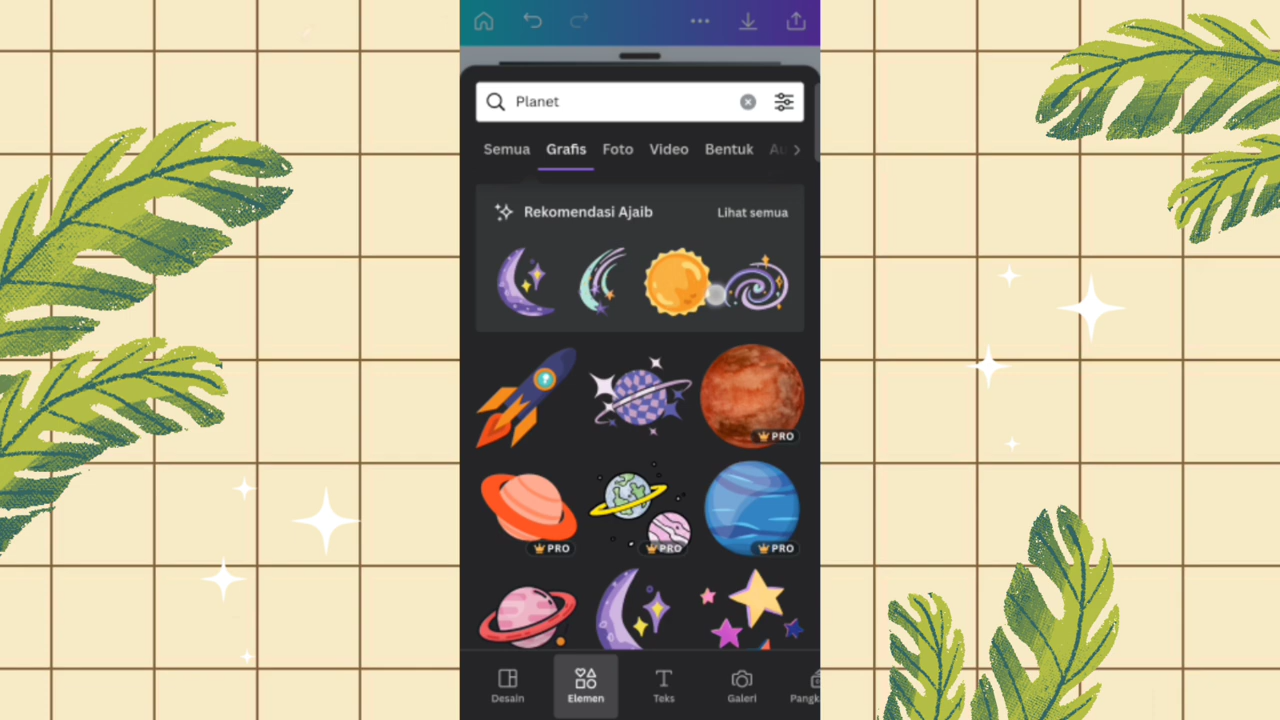 Planet
Semua Grafis Foto Video Bentuk
Rekomendasi Ajaib Lihat semua
PRO
PRO PRO PRO
Desain Elemen Teks Galeri